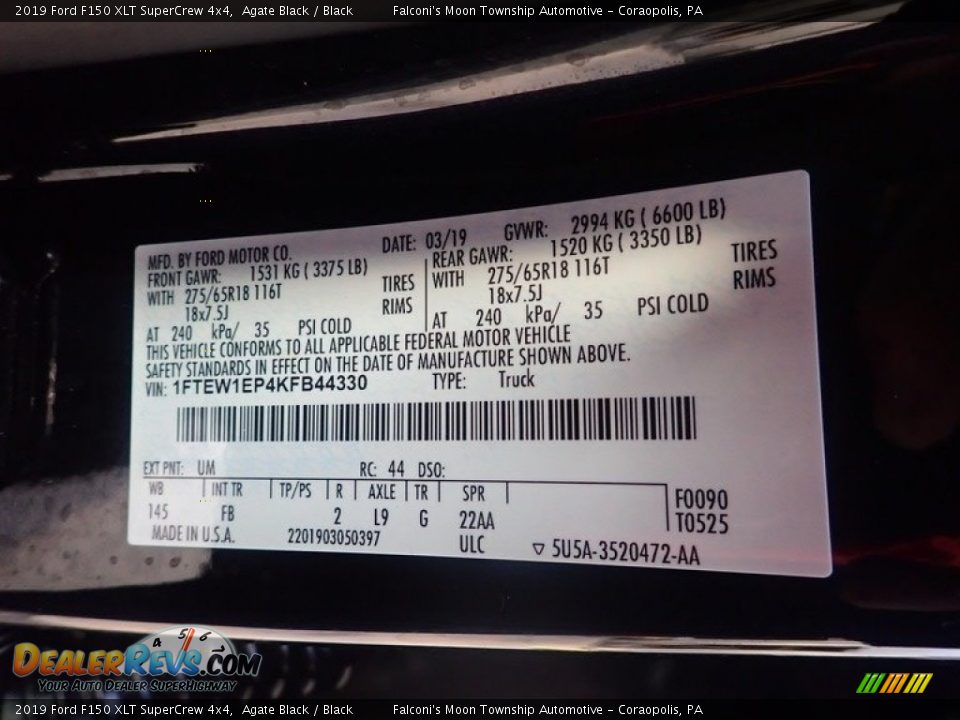 2019 Ford F150 XLT SuperCrew 4x4, Agate Black / Black Falconi's Moon Township Automotive - Coraopolis, PA
MFD. BY FORD MOTOR CO. DATE: 03/19 GVWR: 2994 KG ( 6600 LB)
FRONT GAWR: 1531 KG ( 3375 LB) REAR GAWR: 1520 KG ( 3350 LB)
WITH 275/65R18 116T TIRES WITH 275/65R18 116T TIRES
18x7.5J RIMS 18x7.5J RIMS
AT 240 kPa/ 35 PSI COLD AT 240 kPa/ 35 PSI COLD
THIS VEHICLE CONFORMS TO ALL APPLICABLE FEDERAL MOTOR VEHICLE
SAFETY STANDARDS IN EFFECT ON THE DATE OF MANUFACTURE SHOWN ABOVE.
VIN: 1FTEW1EP4KFB44330 TYPE: Truck
EXT PNT: UM RC: 44 DSO:
WB INT TR TP/PS R AXLE TR SPR F0090
145 FB 2 L9 G 22AA T0525
MADE IN U.S.A. 2201903050397 ULC ▽ 5U5A-3520472-AA
4 5 6
DEALERREVS.COM
YOUR AUTO DEALER SUPERHIGHWAY
2019 Ford F150 XLT SuperCrew 4x4, Agate Black / Black Falconi's Moon Township Automotive - Coraopolis, PA